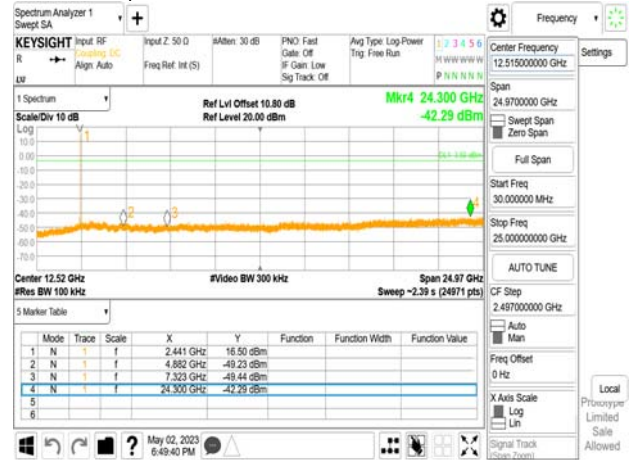 Spectrum Analyzer 1
Swept SA
Frequency
KEYSIGHT
Input: RF
Coupling: DC
Align: Auto
Input Z: 50 Ω
Freq Ref: Int (S)
#Atten: 30 dB
PNO: Fast
Gate: Off
IF Gain: Low
Sig Track: Off
Avg Type: Log-Power
Trig: Free Run
1 2 3 4 5 6
M W W W W W
P N N N N N
R
LVI
Center Frequency
12.515000000 GHz
Settings
1 Spectrum
Scale/Div 10 dB
Ref Lvl Offset 10.80 dB
Ref Level 20.00 dBm
Mkr4 24.300 GHz
-42.29 dBm
Log
10.0
0.00
-10.0
-20.0
-30.0
-40.0
-50.0
-60.0
-70.0
1
2
3
4
Center 12.52 GHz
#Res BW 100 kHz
#Video BW 300 kHz
Span 24.97 GHz
Sweep ~2.39 s (24971 pts)
Span
24.9700000 GHz
Swept Span
Zero Span
Full Span
Start Freq
30.000000 MHz
Stop Freq
25.000000000 GHz
AUTO TUNE
CF Step
2.497000000 GHz
Auto
Man
Freq Offset
0 Hz
X Axis Scale
Log
Lin
Signal Track
(Span Zoom)
5 Marker Table
Mode Trace Scale X Y Function Function Width Function Value
1 N 1 f 2.441 GHz 16.50 dBm
2 N 1 f 4.882 GHz -49.23 dBm
3 N 1 f 7.323 GHz -49.44 dBm
4 N 1 f 24.300 GHz -42.29 dBm
5
6
Local
Prototype
Limited
Sale
Allowed
May 02, 2023
6:49:40 PM